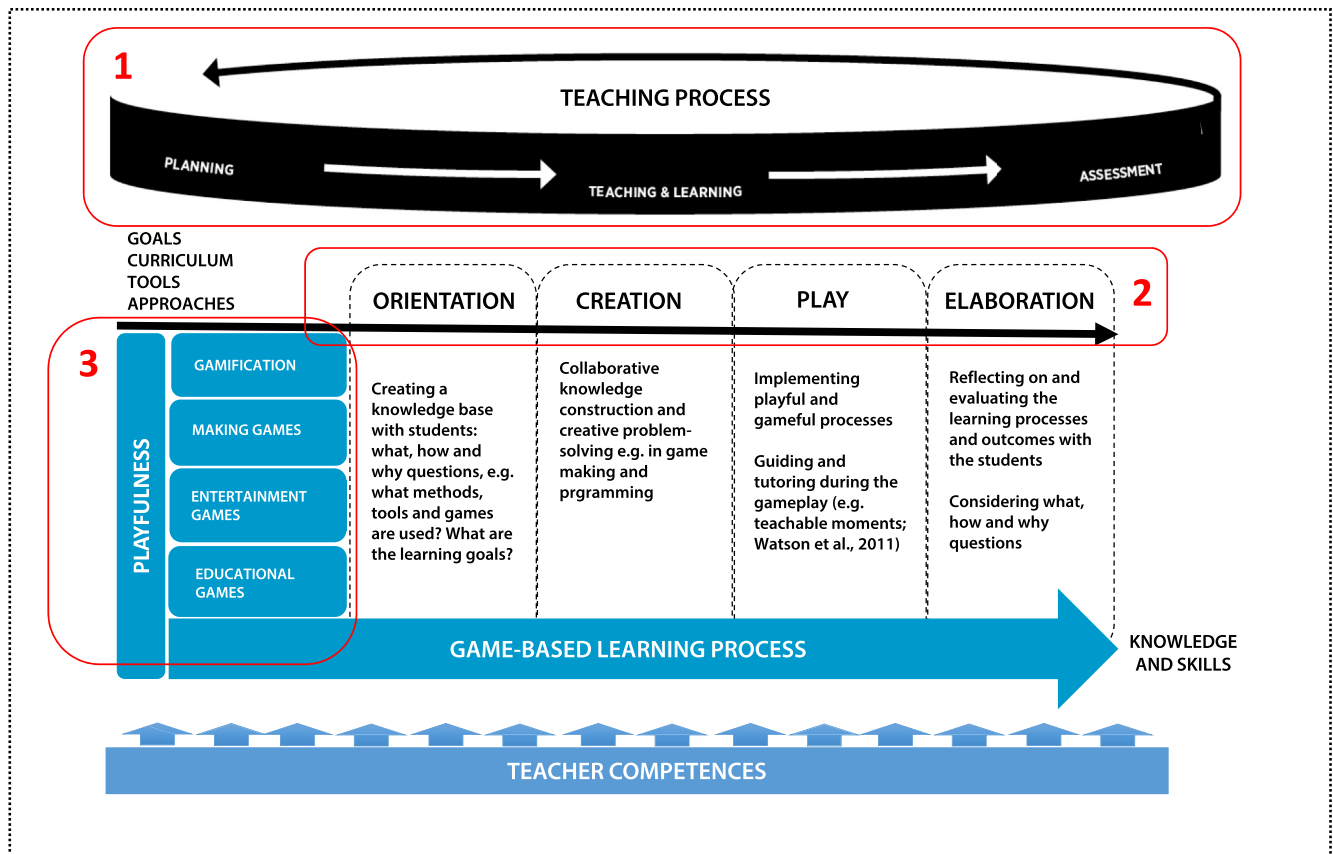 1
TEACHING PROCESS
PLANNING
TEACHING & LEARNING
ASSESSMENT
GOALS
CURRICULUM
TOOLS
APPROACHES
2
ORIENTATION
CREATION
PLAY
ELABORATION
3
PLAYFULNESS
GAMIFICATION
MAKING GAMES
ENTERTAINMENT
GAMES
EDUCATIONAL
GAMES
Creating a
knowledge base
with students:
what, how and
why questions, e.g.
what methods,
tools and games
are used? What are
the learning goals?
Collaborative
knowledge
construction and
creative problem-
solving e.g. in game
making and
prgramming
Implementing
playful and
gameful processes
Guiding and
tutoring during the
gameplay (e.g.
teachable moments;
Watson et al., 2011)
Reflecting on and
evaluating the
learning processes
and outcomes with
the students
Considering what,
how and why
questions
GAME-BASED LEARNING PROCESS
KNOWLEDGE
AND SKILLS
TEACHER COMPETENCES